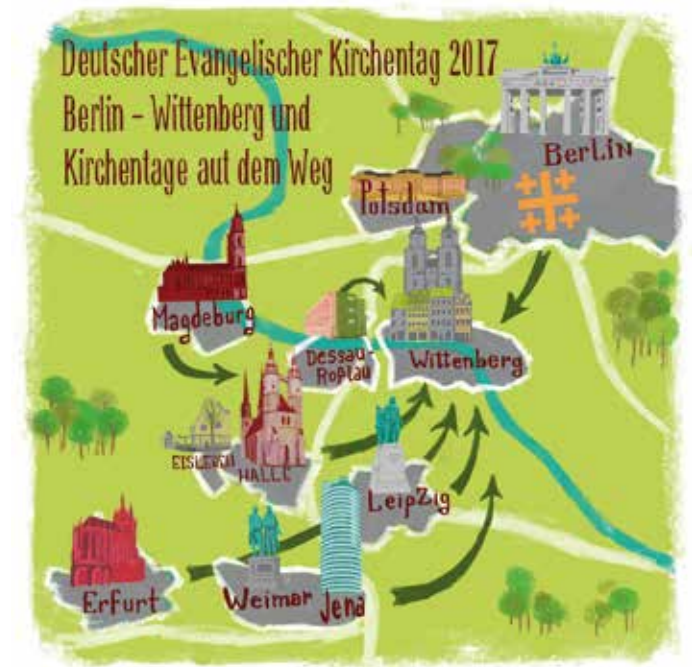 Deutscher Evangelischer Kirchentag 2017
Berlin – Wittenberg und
Kirchentage auf dem Weg
Berlin
Potsdam
Magdeburg
Dessau-
Roßlau
Wittenberg
EISLEBEN
HALLE
Leipzig
Erfurt
Weimar
Jena